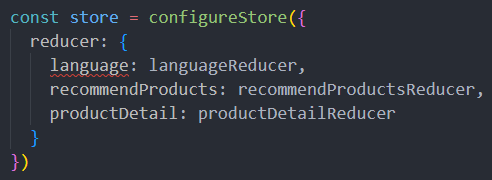 const store = configureStore({
  reducer: {
    language: languageReducer,
    recommendProducts: recommendProductsReducer,
    productDetail: productDetailReducer
  }
})